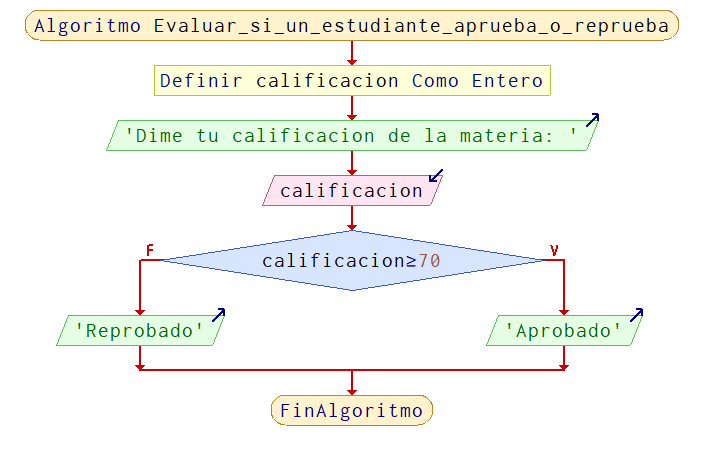 Algoritmo Evaluar_si_un_estudiante_aprueba_o_reprueba
Definir calificacion Como Entero
'Dime tu calificacion de la materia: '
calificacion
F
V
calificacion≥70
'Reprobado'
'Aprobado'
FinAlgoritmo